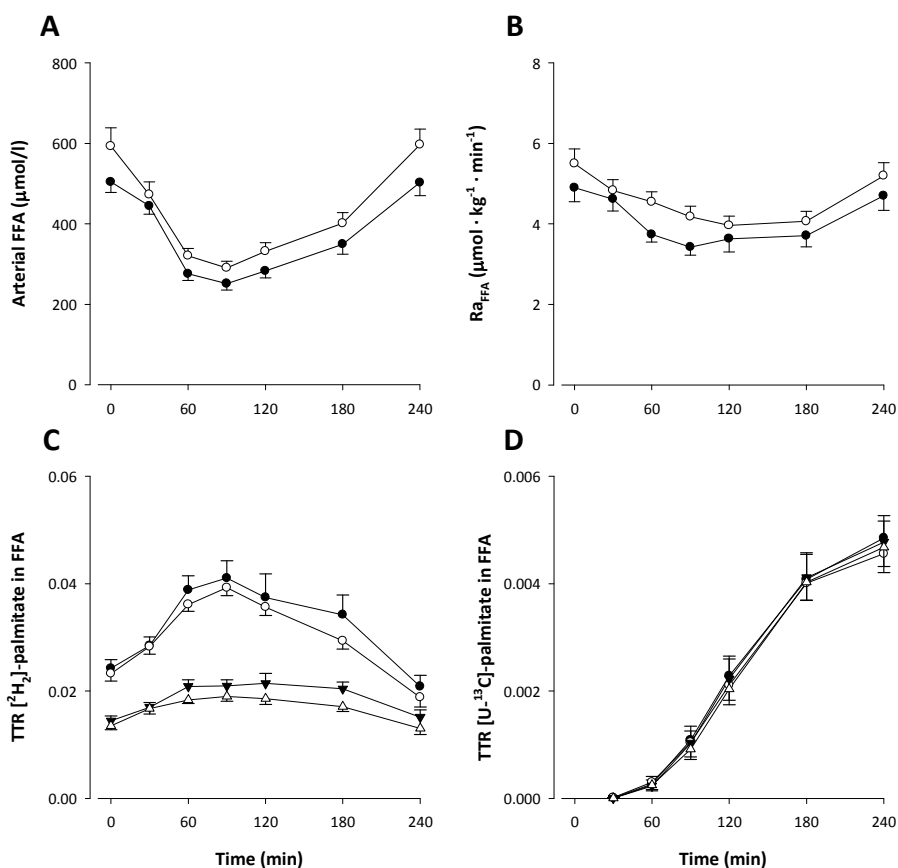 A
800
600
400
200
0
Arterial FFA (μmol/l)
0 60 120 180 240
B
8
6
4
2
0
Ra_FFA (μmol · kg⁻¹ · min⁻¹)
0 60 120 180 240
C
0.06
0.04
0.02
0.00
TTR [²H₂]-palmitate in FFA
0 60 120 180 240
Time (min)
D
0.006
0.004
0.002
0.000
TTR [U-¹³C]-palmitate in FFA
0 60 120 180 240
Time (min)